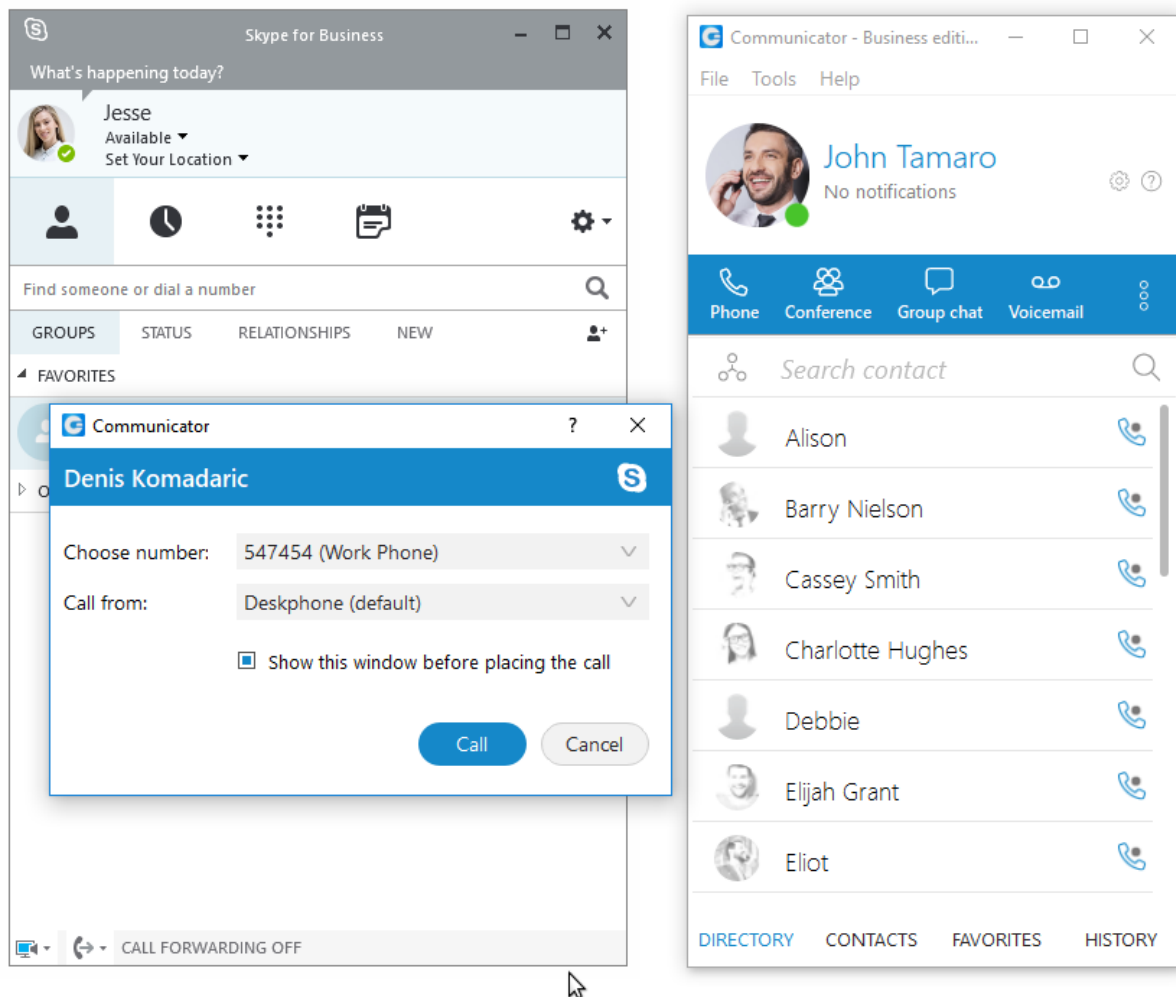 Skype for Business
What's happening today?
Jesse
Available
Set Your Location
Find someone or dial a number
GROUPS STATUS RELATIONSHIPS NEW
FAVORITES
O
Communicator ?
Denis Komadaric
Choose number: 547454 (Work Phone)
Call from: Deskphone (default)
Show this window before placing the call
Call Cancel
CALL FORWARDING OFF
Communicator - Business editi...
File Tools Help
John Tamaro
No notifications
?
Phone Conference Group chat Voicemail
Search contact
Alison
Barry Nielson
Cassey Smith
Charlotte Hughes
Debbie
Elijah Grant
Eliot
DIRECTORY CONTACTS FAVORITES HISTORY